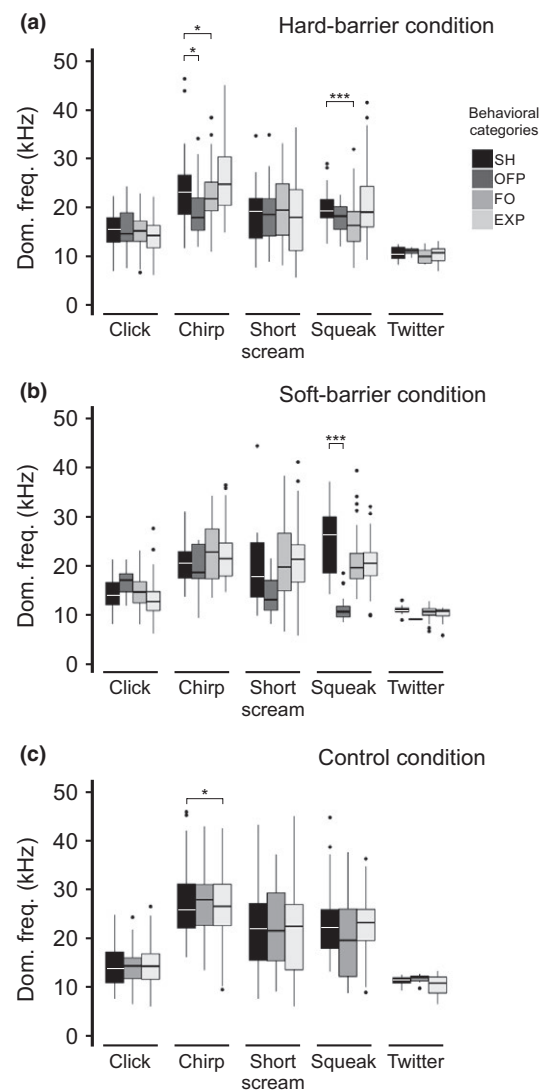 (a)
Hard-barrier condition
Dom. freq. (kHz)
50
40
30
20
10
0
*
*
***
Click
Chirp
Short
scream
Squeak
Twitter
Behavioral
categories
SH
OFP
FO
EXP
(b)
Soft-barrier condition
Dom. freq. (kHz)
50
40
30
20
10
0
***
Click
Chirp
Short
scream
Squeak
Twitter
(c)
Control condition
Dom. freq. (kHz)
50
40
30
20
10
0
*
Click
Chirp
Short
scream
Squeak
Twitter